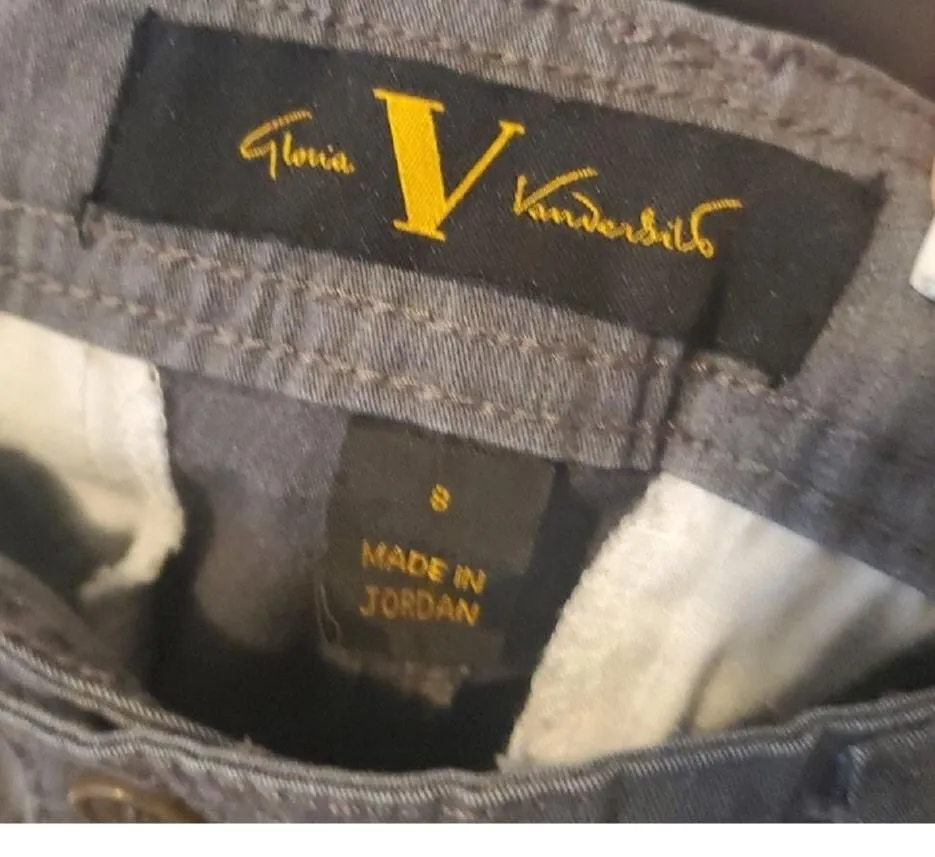 Gloria V Vanderbilt
8
MADE IN
JORDAN